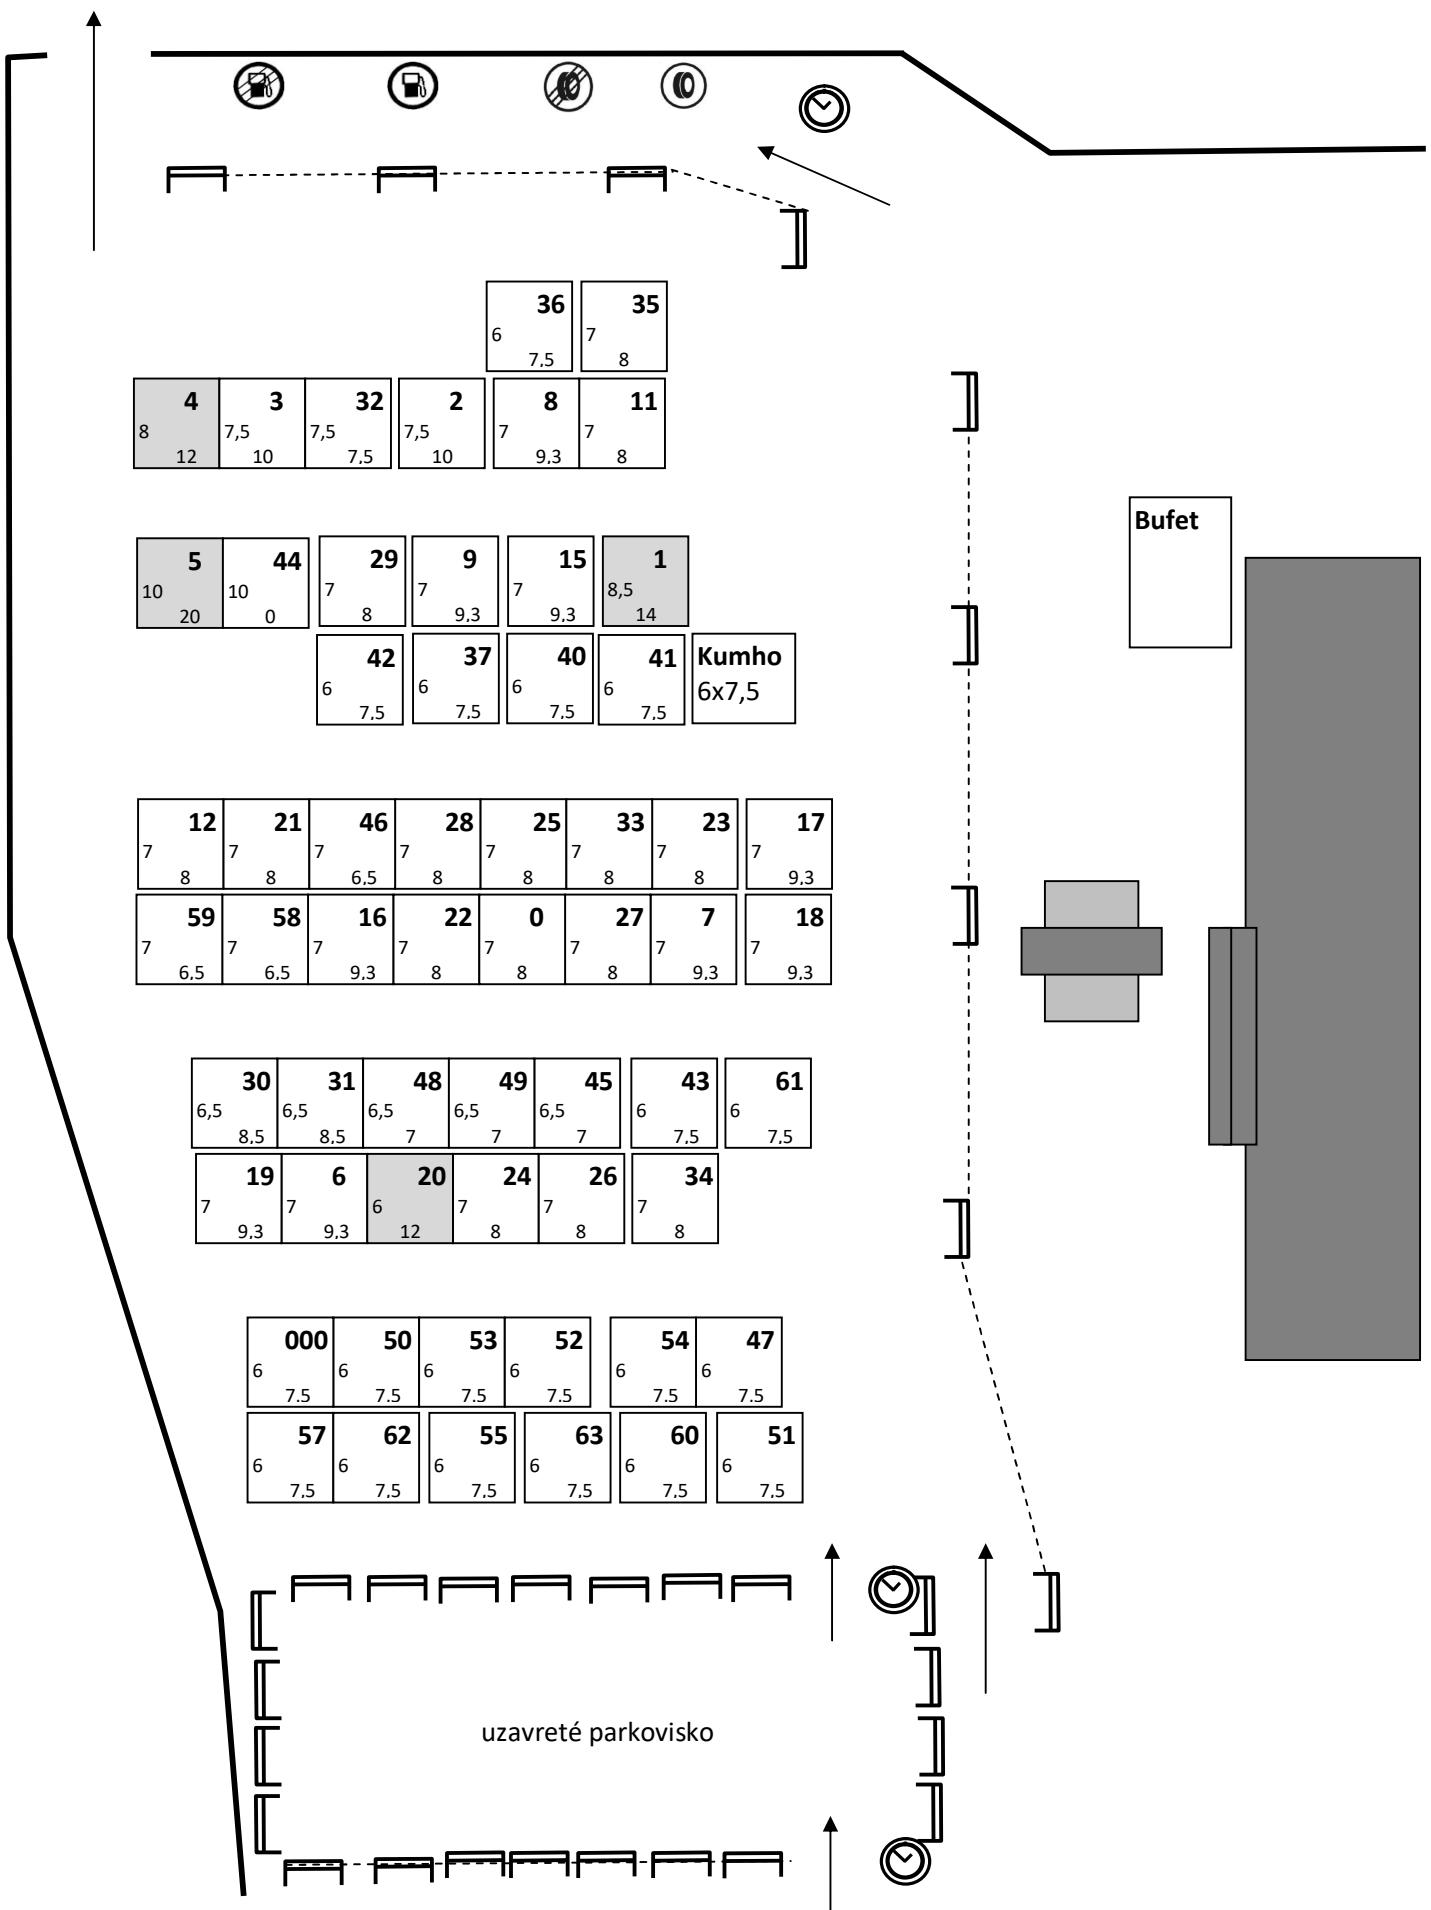 36 35
6 7
7,5 8
4 3 32 2 8 11
8 7,5 7,5 7,5 7 7
12 10 7,5 10 9,3 8
Bufet
5 44 29 9 15 1
10 10 7 7 7 8,5
20 0 8 9,3 9,3 14
42 37 40 41 Kumho
6 6 6 6 6x7,5
7,5 7,5 7,5 7,5
12 21 46 28 25 33 23 17
7 7 7 7 7 7 7 7
8 8 6,5 8 8 8 8 9,3
59 58 16 22 0 27 7 18
7 7 7 7 7 7 7 7
6,5 6,5 9,3 8 8 8 9,3 9,3
30 31 48 49 45 43 61
6,5 6,5 6,5 6,5 6,5 6 6
8,5 8,5 7 7 7 7,5 7,5
19 6 20 24 26 34
7 7 6 7 7 7
9,3 9,3 12 8 8 8
000 50 53 52 54 47
6 6 6 6 6 6
7,5 7,5 7,5 7,5 7,5 7,5
57 62 55 63 60 51
6 6 6 6 6 6
7,5 7,5 7,5 7,5 7,5 7,5
uzavreté parkovisko